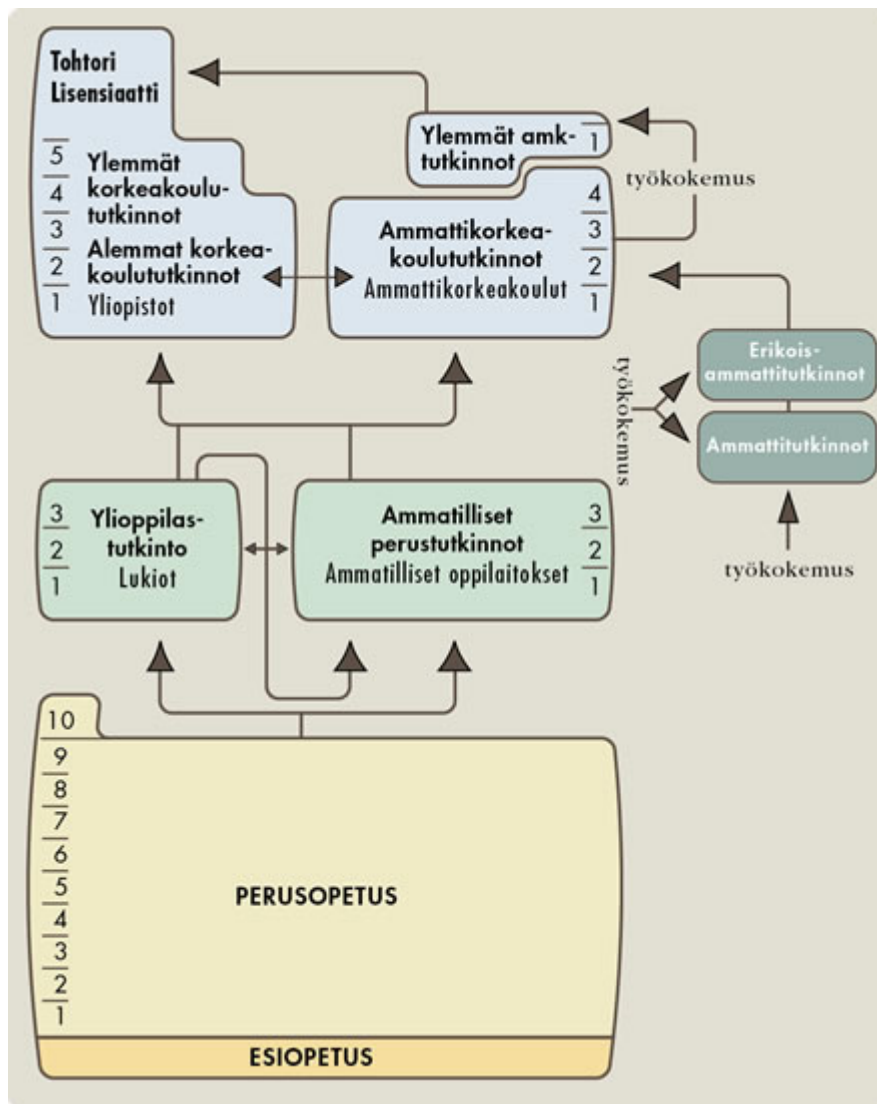 Tohtori
Lisensiaatti
5
4
3
2
1
Ylemmät
korkeakoulu-
tutkinnot
Alemmat korkea-
koulututkinnot
Yliopistot
Ylemmät amk-
tutkinnot
1
työkokemus
Ammattikorkea-
koulututkinnot
Ammattikorkeakoulut
4
3
2
1
Erikois-
ammattitutkinnot
Ammattitutkinnot
työkokemus
työkokemus
3
2
1
Ylioppilas-
tutkinto
Lukiot
Ammatilliset
perustutkinnot
Ammatilliset oppilaitokset
3
2
1
10
9
8
7
6
5
4
3
2
1
PERUSOPETUS
ESIOPETUS